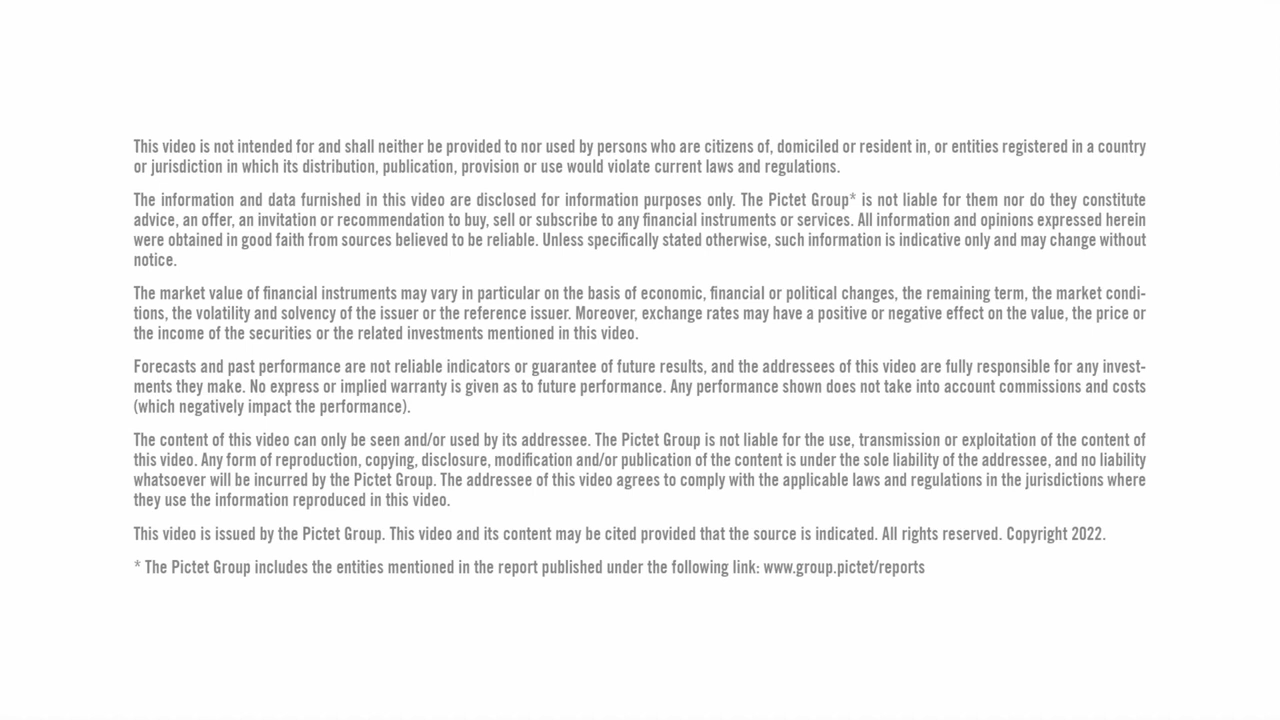 This video is not intended for and shall neither be provided to nor used by persons who are citizens of, domiciled or resident in, or entities registered in a country
or jurisdiction in which its distribution, publication, provision or use would violate current laws and regulations.
The information and data furnished in this video are disclosed for information purposes only. The Pictet Group* is not liable for them nor do they constitute
advice, an offer, an invitation or recommendation to buy, sell or subscribe to any financial instruments or services. All information and opinions expressed herein
were obtained in good faith from sources believed to be reliable. Unless specifically stated otherwise, such information is indicative only and may change without
notice.
The market value of financial instruments may vary in particular on the basis of economic, financial or political changes, the remaining term, the market condi-
tions, the volatility and solvency of the issuer or the reference issuer. Moreover, exchange rates may have a positive or negative effect on the value, the price or
the income of the securities or the related investments mentioned in this video.
Forecasts and past performance are not reliable indicators or guarantee of future results, and the addressees of this video are fully responsible for any invest-
ments they make. No express or implied warranty is given as to future performance. Any performance shown does not take into account commissions and costs
(which negatively impact the performance).
The content of this video can only be seen and/or used by its addressee. The Pictet Group is not liable for the use, transmission or exploitation of the content of
this video. Any form of reproduction, copying, disclosure, modification and/or publication of the content is under the sole liability of the addressee, and no liability
whatsoever will be incurred by the Pictet Group. The addressee of this video agrees to comply with the applicable laws and regulations in the jurisdictions where
they use the information reproduced in this video.
This video is issued by the Pictet Group. This video and its content may be cited provided that the source is indicated. All rights reserved. Copyright 2022.
* The Pictet Group includes the entities mentioned in the report published under the following link: www.group.pictet/reports